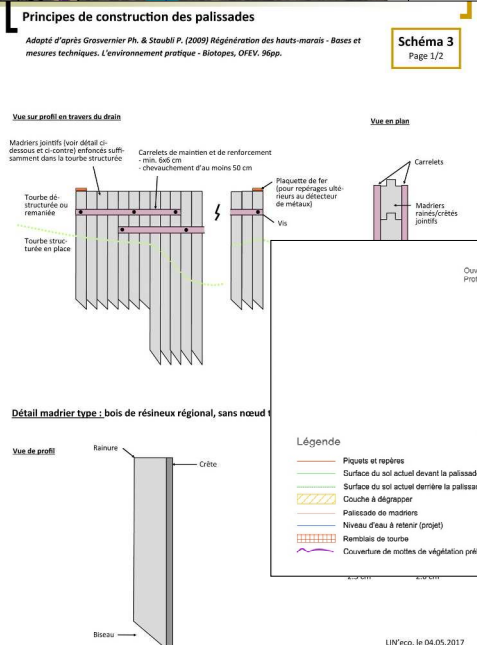 Principes de construction des palissades
Adapté d'après Grosvernier Ph. & Staubli P. (2009) Régénération des hauts-marais - Bases et
mesures techniques. L'environnement pratique - Biotopes, OFEV. 96pp.
Schéma 3
Page 1/2
Vue sur profil en travers du drain
Vue en plan
Madriers jointifs (voir détail ci-
dessous et ci-contre) enfoncés suffi-
samment dans la tourbe structurée
Carrelets de maintien et de renforcement
- min. 6x6 cm
- chevauchement d'au moins 50 cm
Carrelets
Plaquette de fer
(pour repérages ulté-
rieurs au détecteur
de métaux)
Vis
Tourbe dé-
structurée ou
remaniée
Tourbe struc-
turée en place
Madriers
rainés/crêtés
jointifs
Détail madrier type : bois de résineux régional, sans nœud
Vue de profil
Rainure
Crête
Biseau
Légende
Piquets et repères
Surface du sol actuel devant la
Surface du sol actuel derrière la
Couche à dégrapper
Palissade de madriers
Niveau d'eau à retenir (projet)
Remblais de tourbe
Couverture de mottes de végétation
LIN'eco, le 04.05.2017